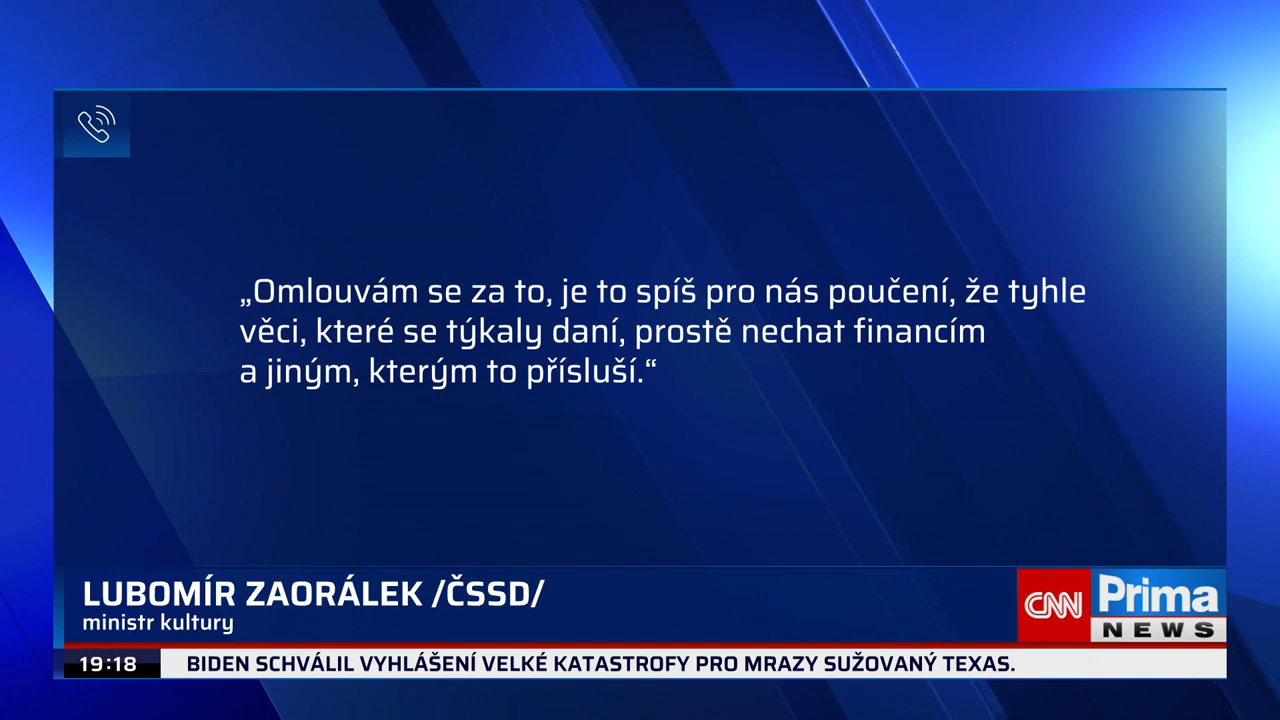 „Omlouvám se za to, je to spíš pro nás poučení, že tyhle
věci, které se týkaly daní, prostě nechat financím
a jiným, kterým to přísluší.“
LUBOMÍR ZAORÁLEK /ČSSD/
ministr kultury
CNN Prima
NEWS
19:18 BIDEN SCHVÁLIL VYHLÁŠENÍ VELKÉ KATASTROFY PRO MRAZY SUŽOVANÝ TEXAS.